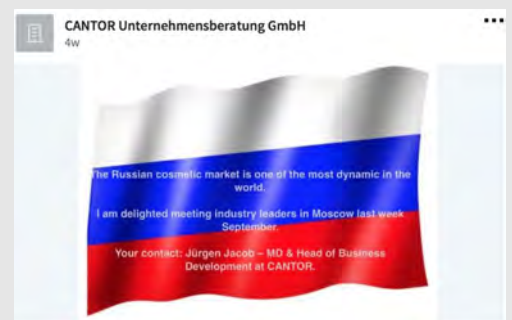 CANTOR Unternehmensberatung GmbH
4w
The Russian cosmetic market is one of the most dynamic in the
world.
I am delighted meeting industry leaders in Moscow last week
September.
Your contact: Jürgen Jacob – MD & Head of Business
Development at CANTOR.